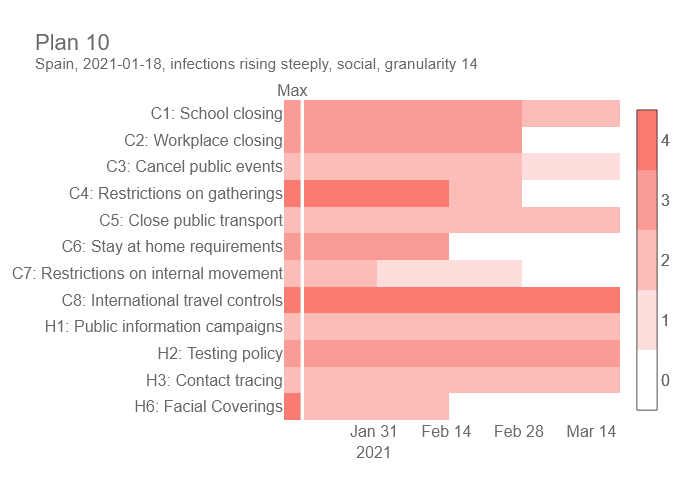 Plan 10
Spain, 2021-01-18, infections rising steeply, social, granularity 14
Max
C1: School closing
C2: Workplace closing
C3: Cancel public events
C4: Restrictions on gatherings
C5: Close public transport
C6: Stay at home requirements
C7: Restrictions on internal movement
C8: International travel controls
H1: Public information campaigns
H2: Testing policy
H3: Contact tracing
H6: Facial Coverings
4
3
2
1
0
Jan 31 Feb 14 Feb 28 Mar 14
2021